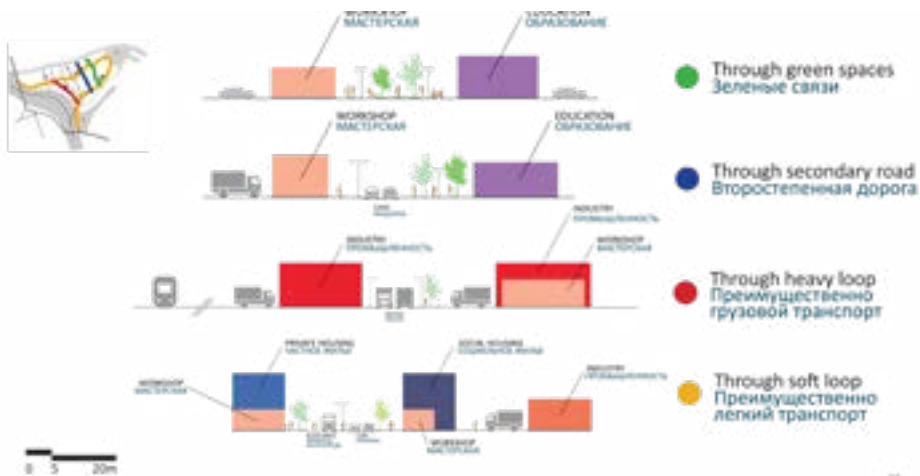 WORKSHOP
МАСТЕРСКАЯ
EDUCATION
ОБРАЗОВАНИЕ
Through green spaces
Зеленые связи
WORKSHOP
МАСТЕРСКАЯ
EDUCATION
ОБРАЗОВАНИЕ
Through secondary road
Второстепенная дорога
INDUSTRY
ПРОМЫШЛЕННОСТЬ
INDUSTRY
ПРОМЫШЛЕННОСТЬ
WORKSHOP
МАСТЕРСКАЯ
Through heavy loop
Преимущественно
грузовой транспорт
PRIVATE HOUSING
ЧАСТНОЕ ЖИЛЬЕ
SOCIAL HOUSING
СОЦИАЛЬНОЕ ЖИЛЬЕ
WORKSHOP
МАСТЕРСКАЯ
INDUSTRY
ПРОМЫШЛЕННОСТЬ
Through soft loop
Преимущественно
легкий транспорт
WORKSHOP
МАСТЕРСКАЯ
0 5 20m